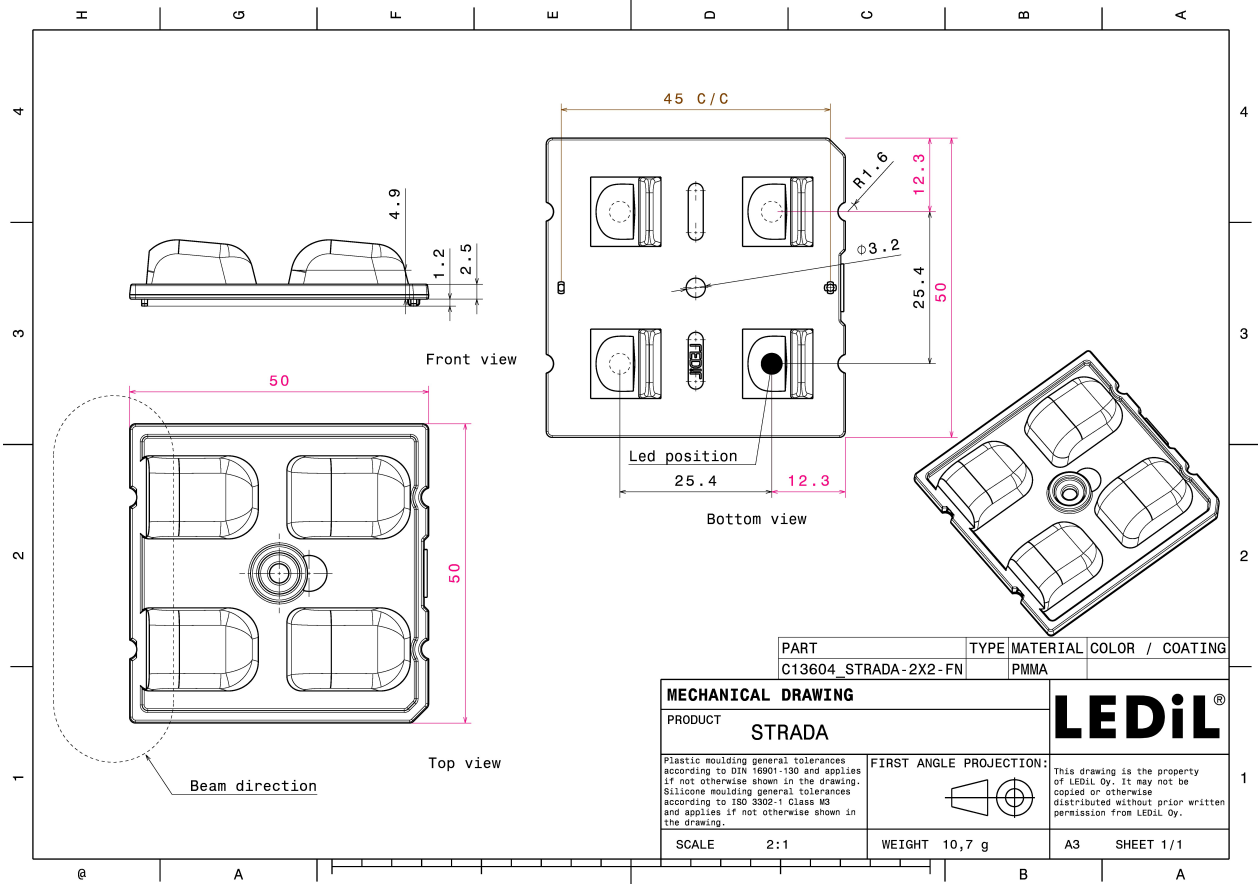 H G F E D C B A
4 4
45 C/C
4.9
1.2
2.5
R1.6
12.3
Ø3.2
25.4
50
3 3
Front view
50
Led position
25.4 12.3
Bottom view
2 2
50
PART TYPE MATERIAL COLOR / COATING
C13604_STRADA-2X2-FN PMMA
MECHANICAL DRAWING
LEDiL®
PRODUCT
STRADA
Top view
Beam direction
1 1
Plastic moulding general tolerances
according to DIN 16901-130 and applies
if not otherwise shown in the drawing.
Silicone moulding general tolerances
according to ISO 3302-1 Class M3
and applies if not otherwise shown in
the drawing.
FIRST ANGLE PROJECTION:
This drawing is the property
of LEDiL Oy. It may not be
copied or otherwise
distributed without prior written
permission from LEDiL Oy.
SCALE 2:1
WEIGHT 10,7 g
A3 SHEET 1/1
@ A B A
LEDiL